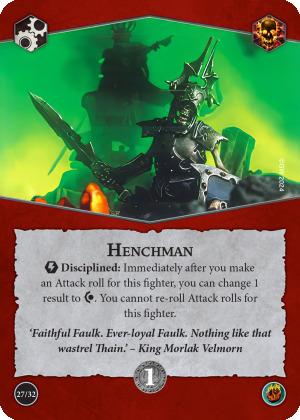 GW © 2024
HENCHMAN
Disciplined: Immediately after you make
an Attack roll for this fighter, you can change 1
result to . You cannot re-roll Attack rolls for
this fighter.
‘Faithful Faulk. Ever-loyal Faulk. Nothing like that
wastrel Thain.’ – King Morlak Velmorn
27/32
1